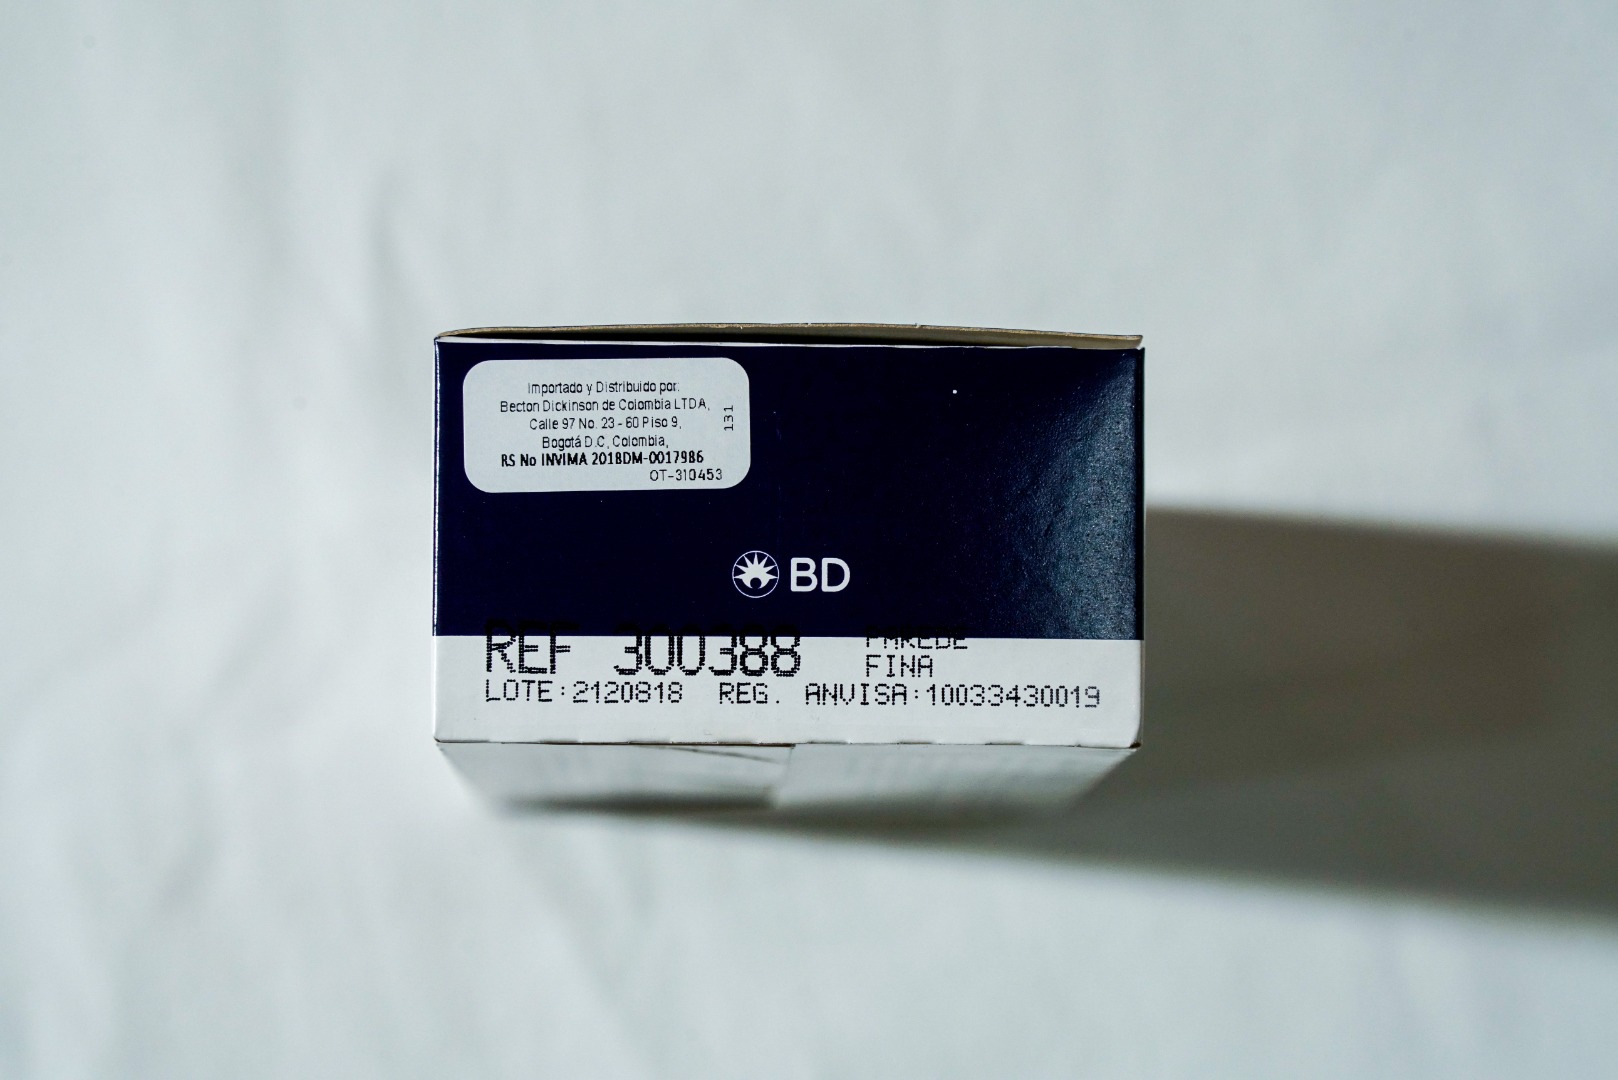 Importado y Distribuido por:
Becton Dickinson de Colombia LTDA,
Calle 97 No. 23 - 60 Piso 9,
Bogotá D.C, Colombia,
RS No INVIMA 2018DM-0017986
OT-310453
131
BD
REF 300388 PAREDE
FINA
LOTE:2120818 REG. ANVISA:10033430019